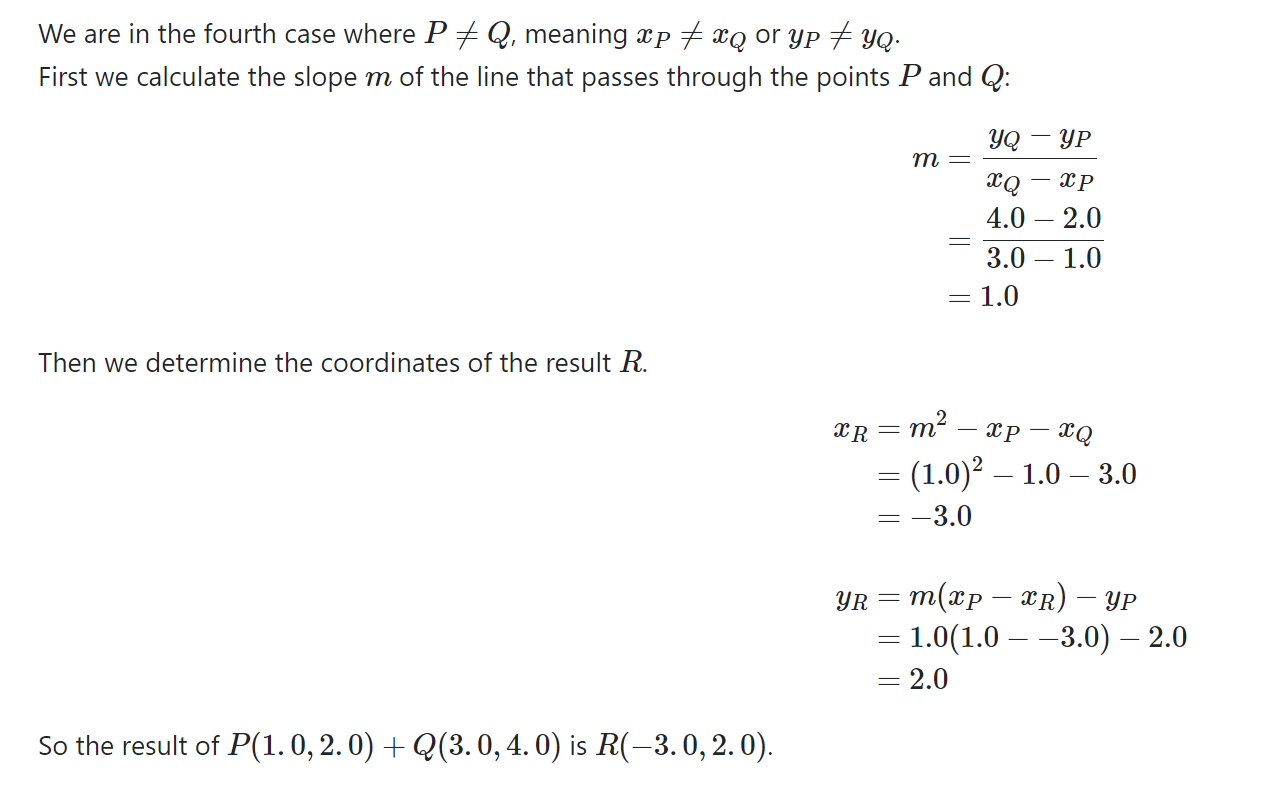 We are in the fourth case where P ≠ Q, meaning x_P ≠ x_Q or y_P ≠ y_Q.
First we calculate the slope m of the line that passes through the points P and Q:
m = \frac{y_Q − y_P}{x_Q − x_P}
= \frac{4.0 − 2.0}{3.0 − 1.0}
= 1.0
Then we determine the coordinates of the result R.
x_R = m^2 − x_P − x_Q
= (1.0)^2 − 1.0 − 3.0
= −3.0
y_R = m(x_P − x_R) − y_P
= 1.0(1.0 − −3.0) − 2.0
= 2.0
So the result of P(1.0, 2.0) + Q(3.0, 4.0) is R(−3.0, 2.0).